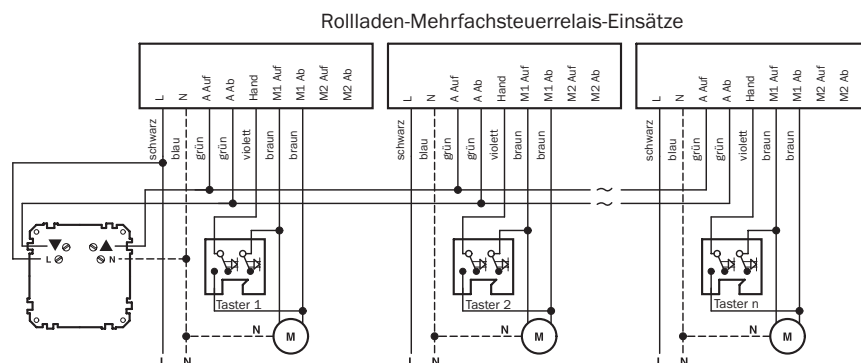 Rollladen-Mehrfachsteuerrelais-Einsätze
L N A Auf A Ab Hand M1 Auf M1 Ab M2 Auf M2 Ab
L N A Auf A Ab Hand M1 Auf M1 Ab M2 Auf M2 Ab
L N A Auf A Ab Hand M1 Auf M1 Ab M2 Auf M2 Ab
schwarz blau grün grün violett braun braun
schwarz blau grün grün violett braun braun
schwarz blau grün grün violett braun braun
L N
Taster 1
Taster 2
Taster n
N M
N M
N M
L N
L N
L N